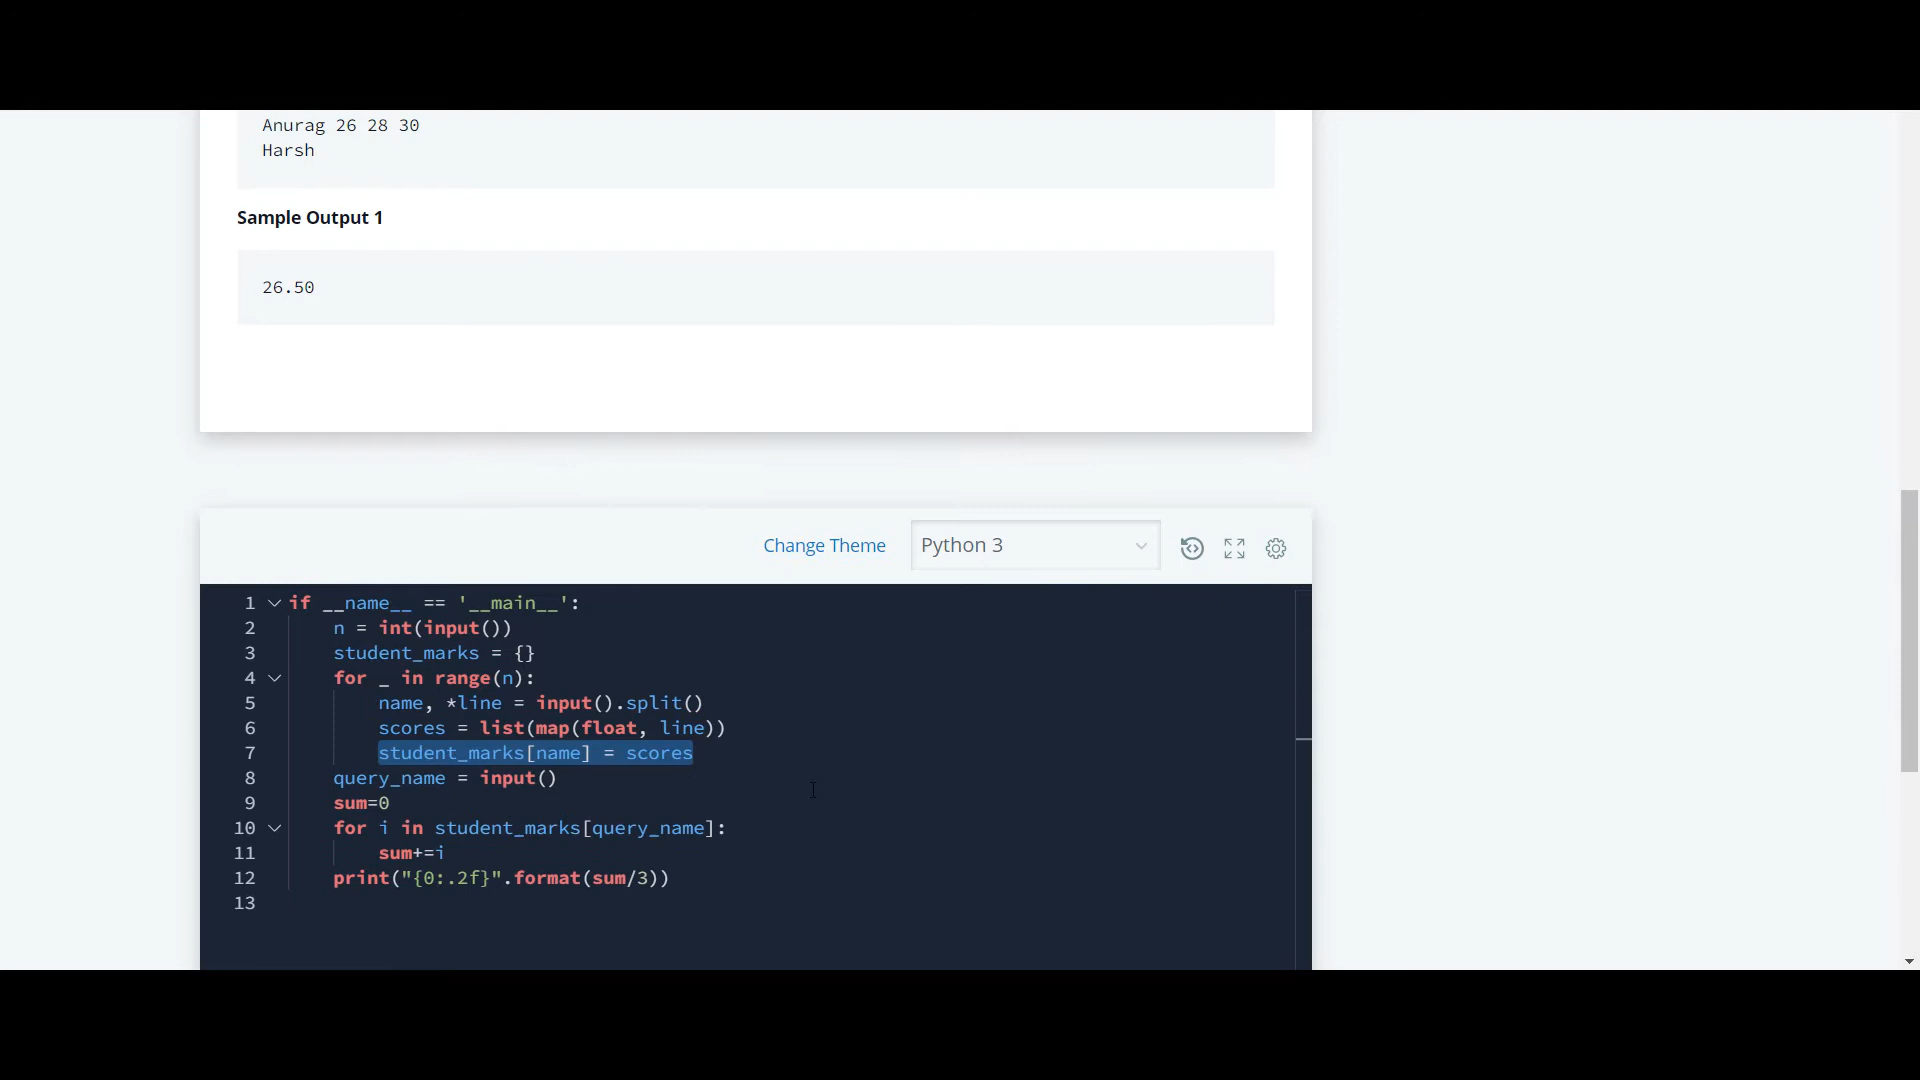 Anurag 26 28 30
Harsh
Sample Output 1
26.50
Change Theme
Python 3
1 if __name__ == '__main__':
2 n = int(input())
3 student_marks = {}
4 for _ in range(n):
5 name, *line = input().split()
6 scores = list(map(float, line))
7 student_marks[name] = scores
8 query_name = input()
9 sum=0
10 for i in student_marks[query_name]:
11 sum+=i
12 print("{0:.2f}".format(sum/3))
13